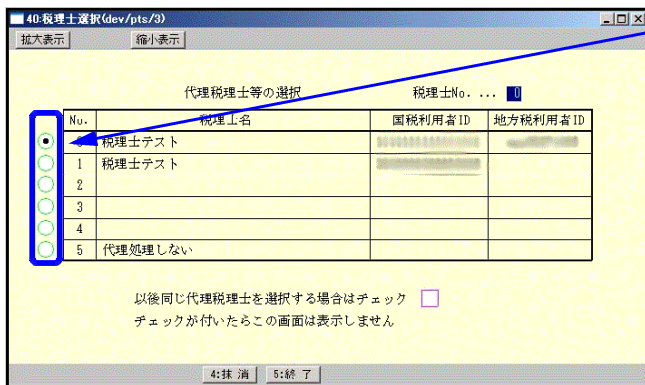 40:税理士選択(dev/pts/3)
拡大表示 縮小表示
代理税理士等の選択 税理士No. ... 0
No. 税理士名 国税利用者ID 地方税利用者ID
税理士テスト
1 税理士テスト
2
3
4
5 代理処理しない
以後同じ代理税理士を選択する場合はチェック
チェックが付いたらこの画面は表示しません
4:抹 消 5:終 了